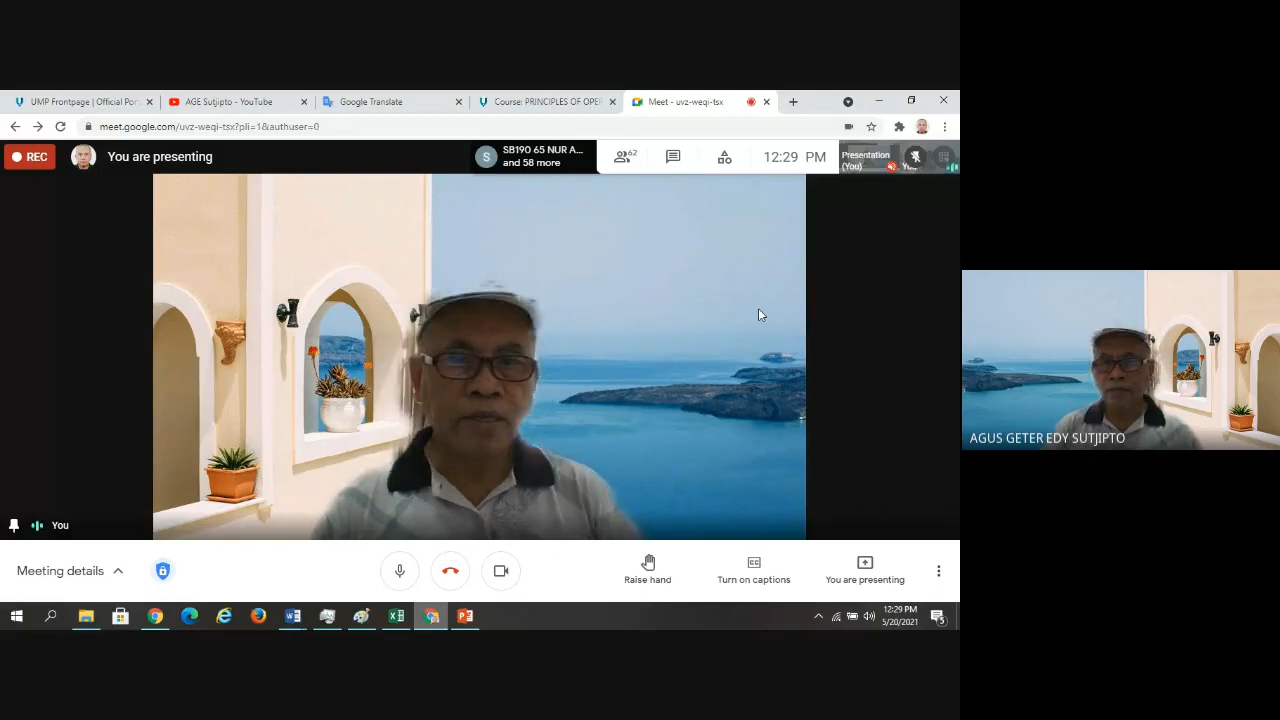 UMP Frontpage | Official Por
AGE Sutjipto - YouTube
Google Translate
Course: PRINCIPLES OF OPER
Meet - uvz-weqi-tsx
meet.google.com/uvz-weqi-tsx?pli=1&authuser=0
REC
You are presenting
S
SB190 65 NUR A...
and 58 more
62
12:29 PM
Presentation
(You)
You
AGUS GETER EDY SUTJIPTO
You
Meeting details
Raise hand
Turn on captions
You are presenting
12:29 PM
5/20/2021
5